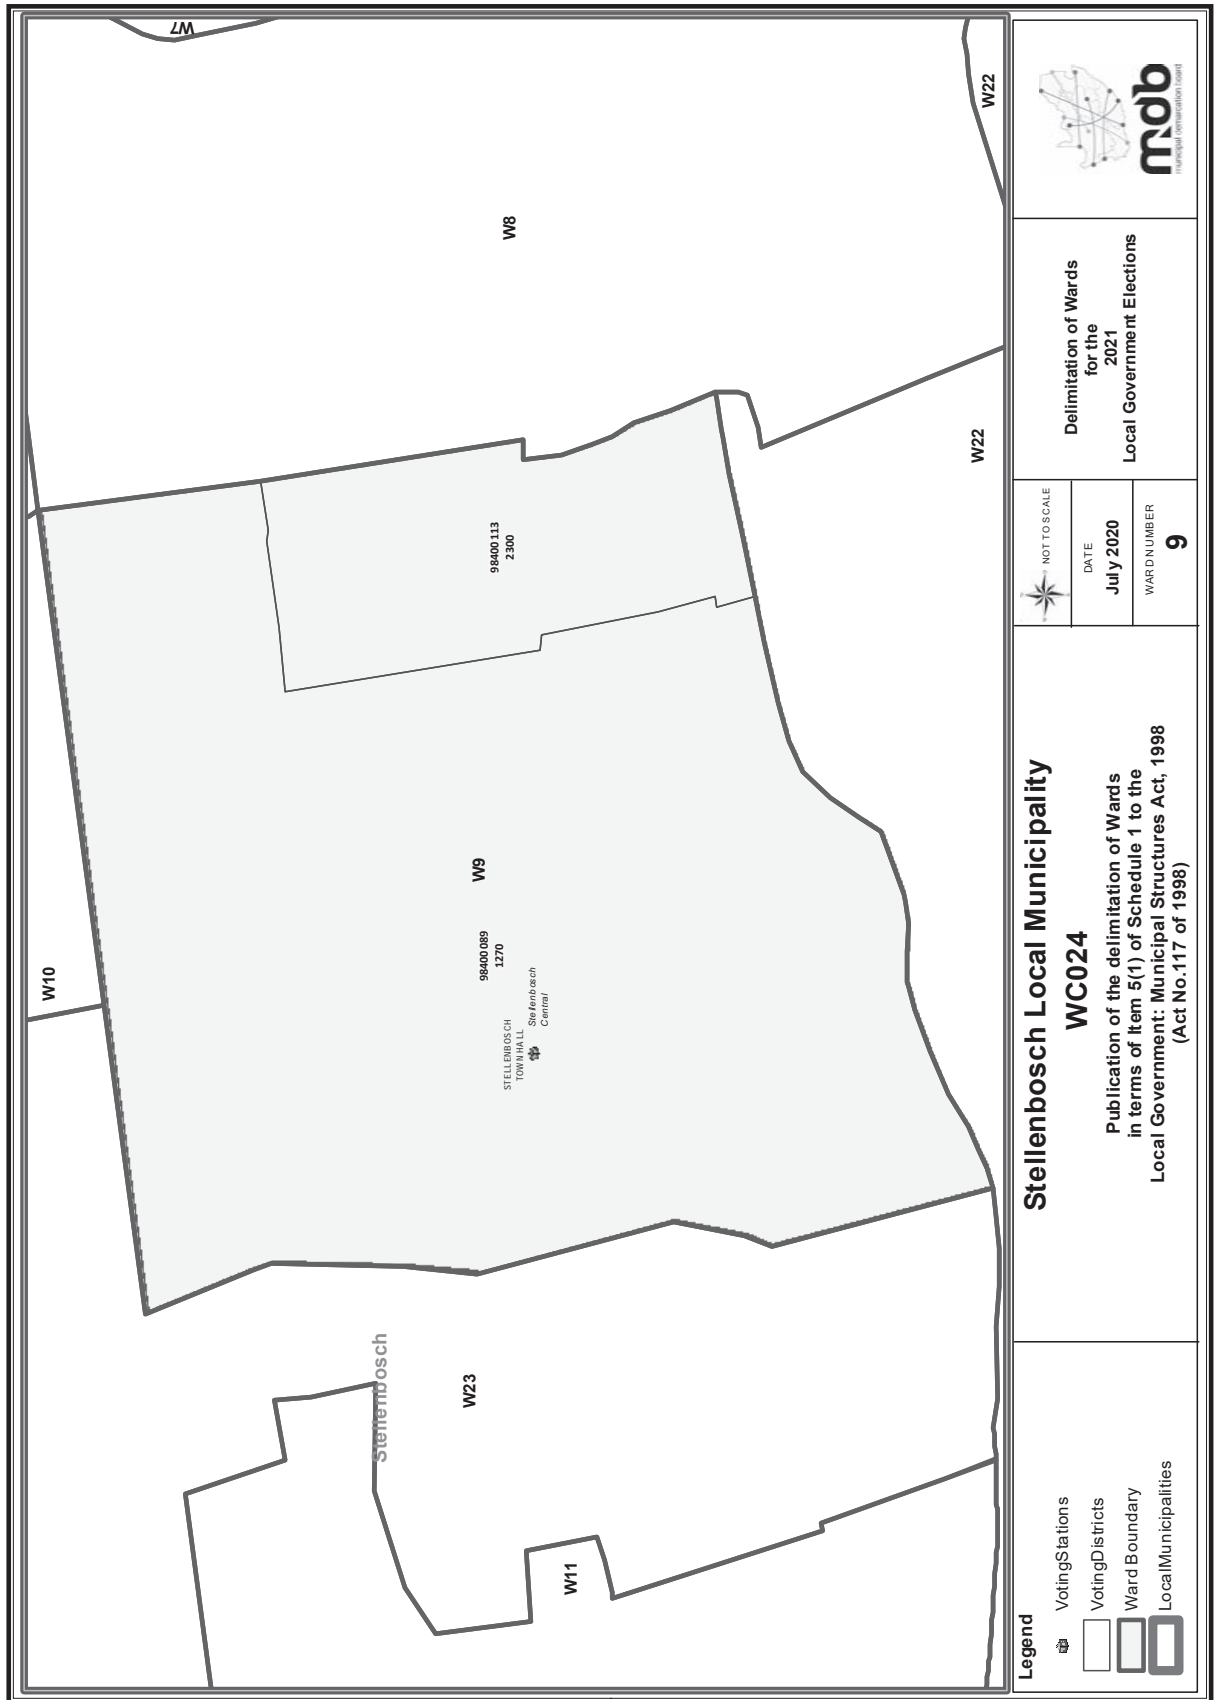 W7
W22
W8
W22
W10
98400113
2300
W9
98400089
1270
STELLENBOSCH
TOWN HALL
Stellenbosch
Central
Stellenbosch
W23
W11
Legend
VotingStations
VotingDistricts
Ward Boundary
LocalMunicipalities
Stellenbosch Local Municipality
WC024
Publication of the delimitation of Wards
in terms of Item 5(1) of Schedule 1 to the
Local Government: Municipal Structures Act, 1998
(Act No.117 of 1998)
NOT TO SCALE
DATE
July 2020
WARD NUMBER
9
Delimitation of Wards
for the
2021
Local Government Elections
mdb
municipal demarcation board